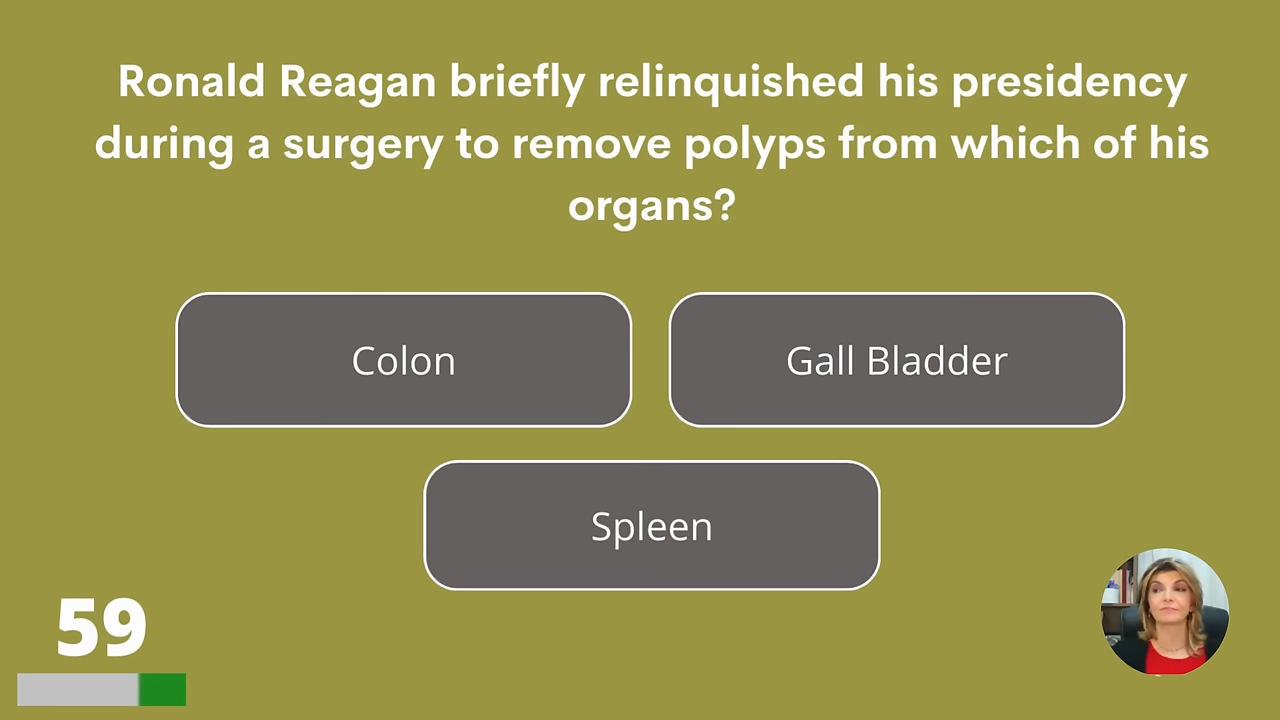 Ronald Reagan briefly relinquished his presidency
during a surgery to remove polyps from which of his
organs?
Colon
Gall Bladder
Spleen
59